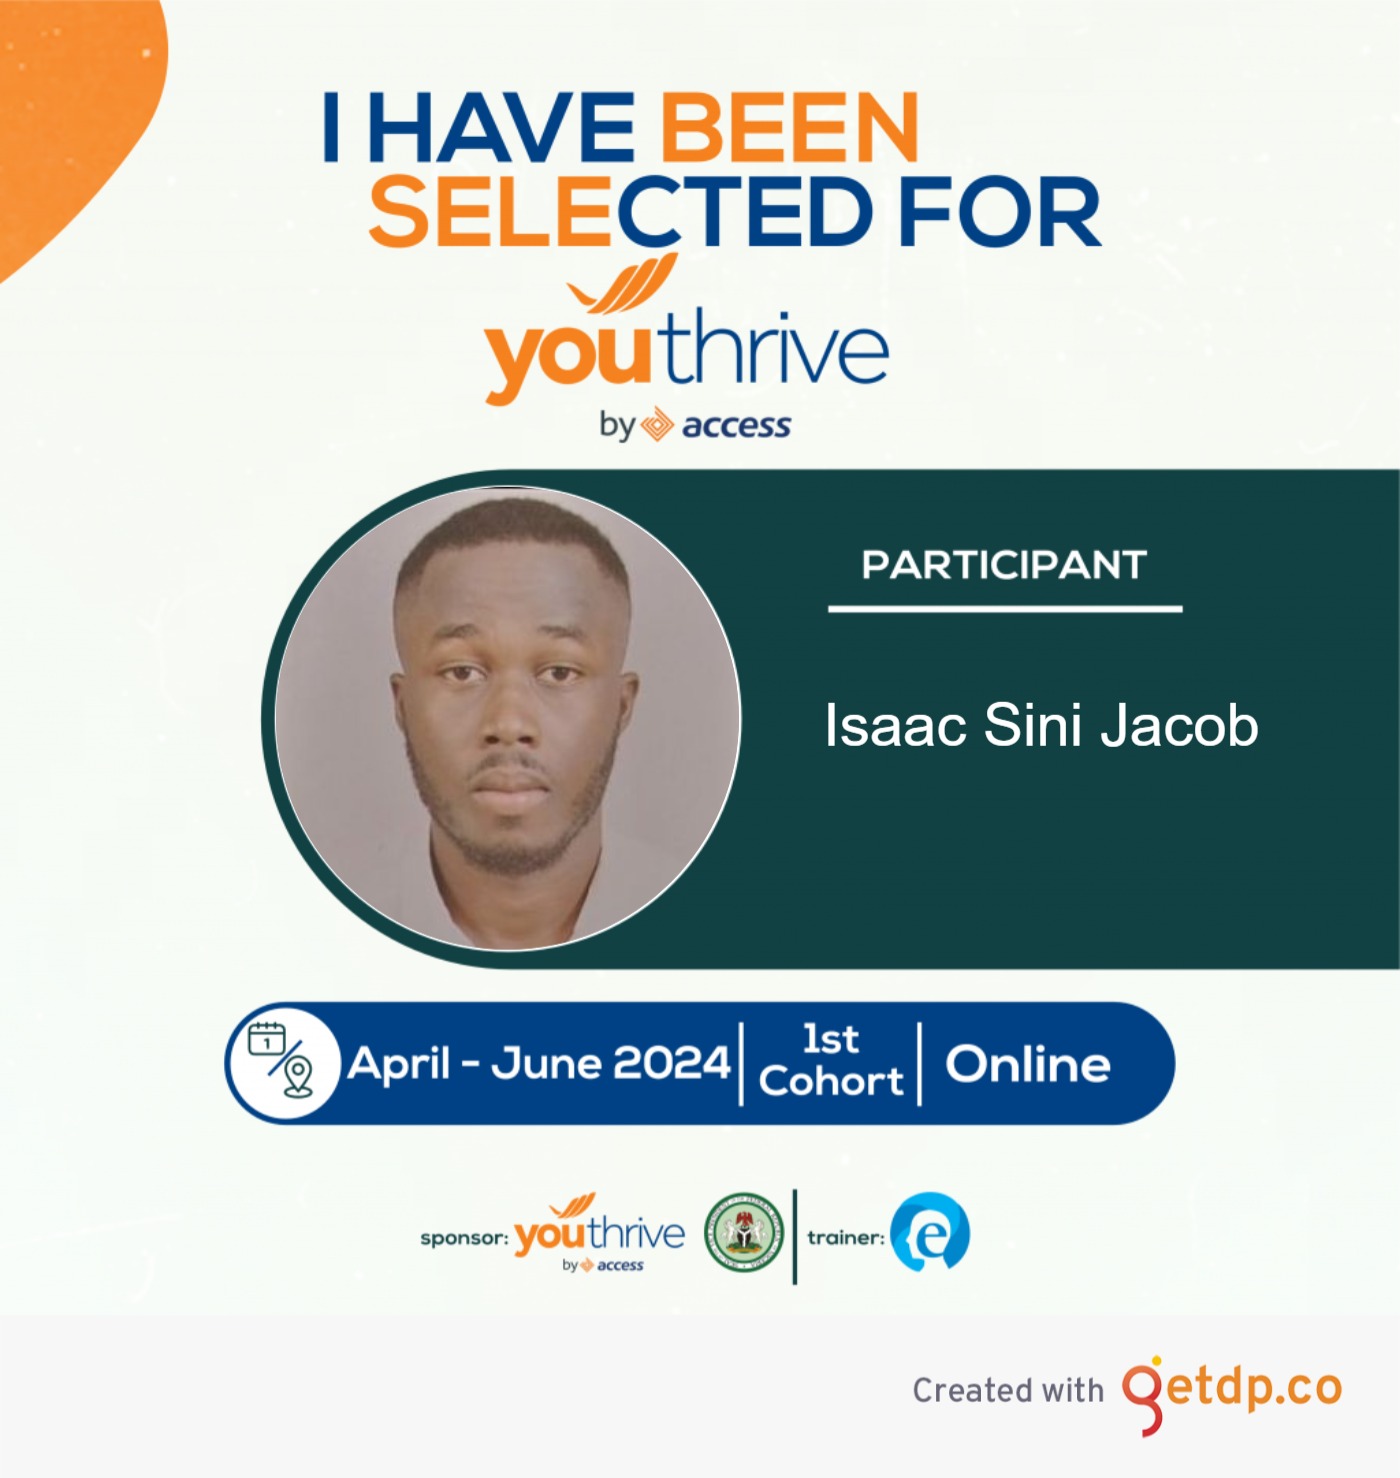 I HAVE BEEN
SELECTED FOR
youthrive
by access
PARTICIPANT
Isaac Sini Jacob
1
April - June 2024
1st
Cohort
Online
sponsor:
youthrive
by access
trainer:
e
Created with getdp.co